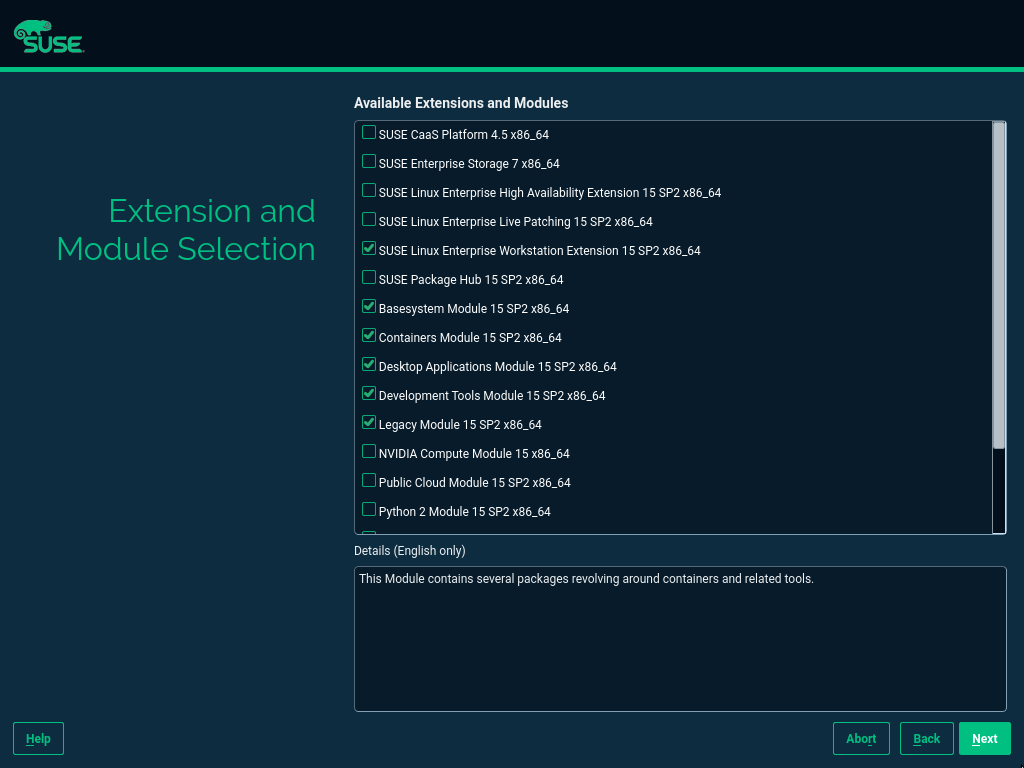 SUSE
Available Extensions and Modules
Extension and
Module Selection
SUSE CaaS Platform 4.5 x86_64
SUSE Enterprise Storage 7 x86_64
SUSE Linux Enterprise High Availability Extension 15 SP2 x86_64
SUSE Linux Enterprise Live Patching 15 SP2 x86_64
SUSE Linux Enterprise Workstation Extension 15 SP2 x86_64
SUSE Package Hub 15 SP2 x86_64
Basesystem Module 15 SP2 x86_64
Containers Module 15 SP2 x86_64
Desktop Applications Module 15 SP2 x86_64
Development Tools Module 15 SP2 x86_64
Legacy Module 15 SP2 x86_64
NVIDIA Compute Module 15 x86_64
Public Cloud Module 15 SP2 x86_64
Python 2 Module 15 SP2 x86_64
Details (English only)
This Module contains several packages revolving around containers and related tools.
Help
Abort
Back
Next